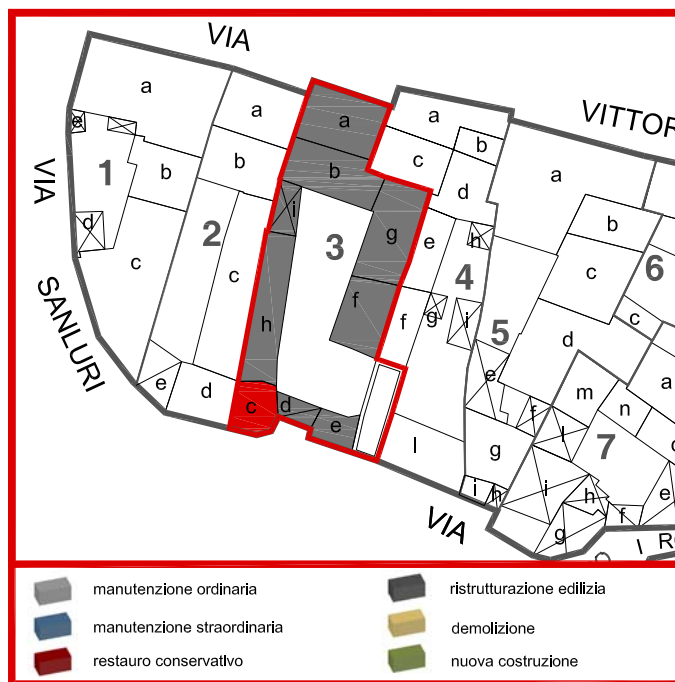 VIA
VITTOR
VIA
SANLURI
VIA
1
a
e
b
d
c
2
a
b
c
e
d
3
a
b
i
g
h
f
c
d
e
4
a
b
c
d
e
h
g
i
f
l
5
a
b
c
d
e
f
g
i
h
6
c
a
7
m
n
l
i
h
e
f
g
I RO
manutenzione ordinaria
manutenzione straordinaria
restauro conservativo
ristrutturazione edilizia
demolizione
nuova costruzione